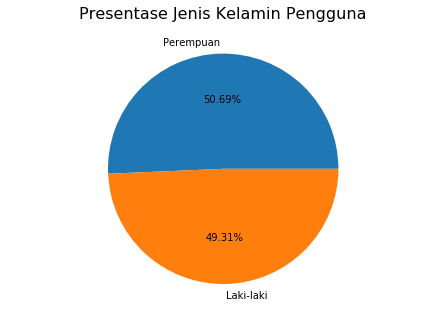 Presentase Jenis Kelamin Pengguna
Perempuan
50.69%
49.31%
Laki-laki